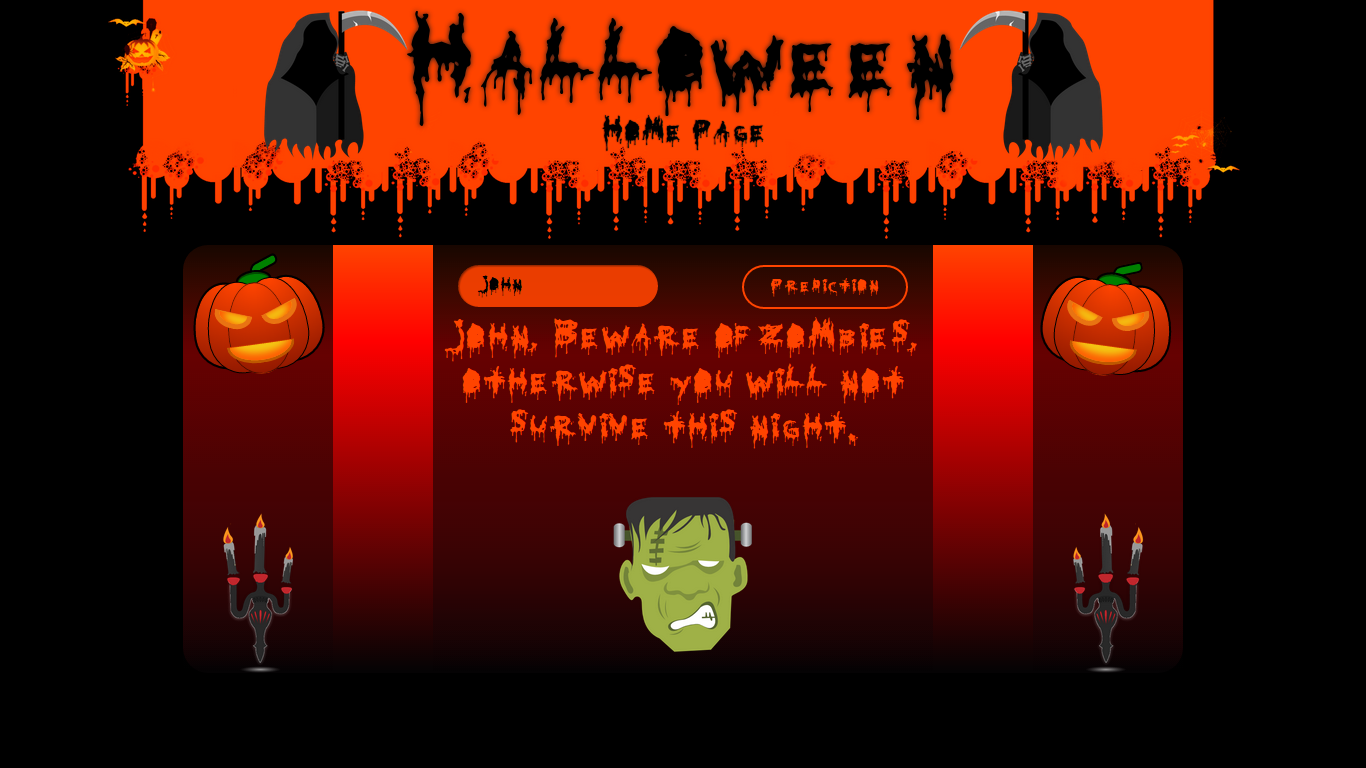 Halloween
Home Page
John
Prediction
John, Beware of zombies,
otherwise you will not
survive this night.